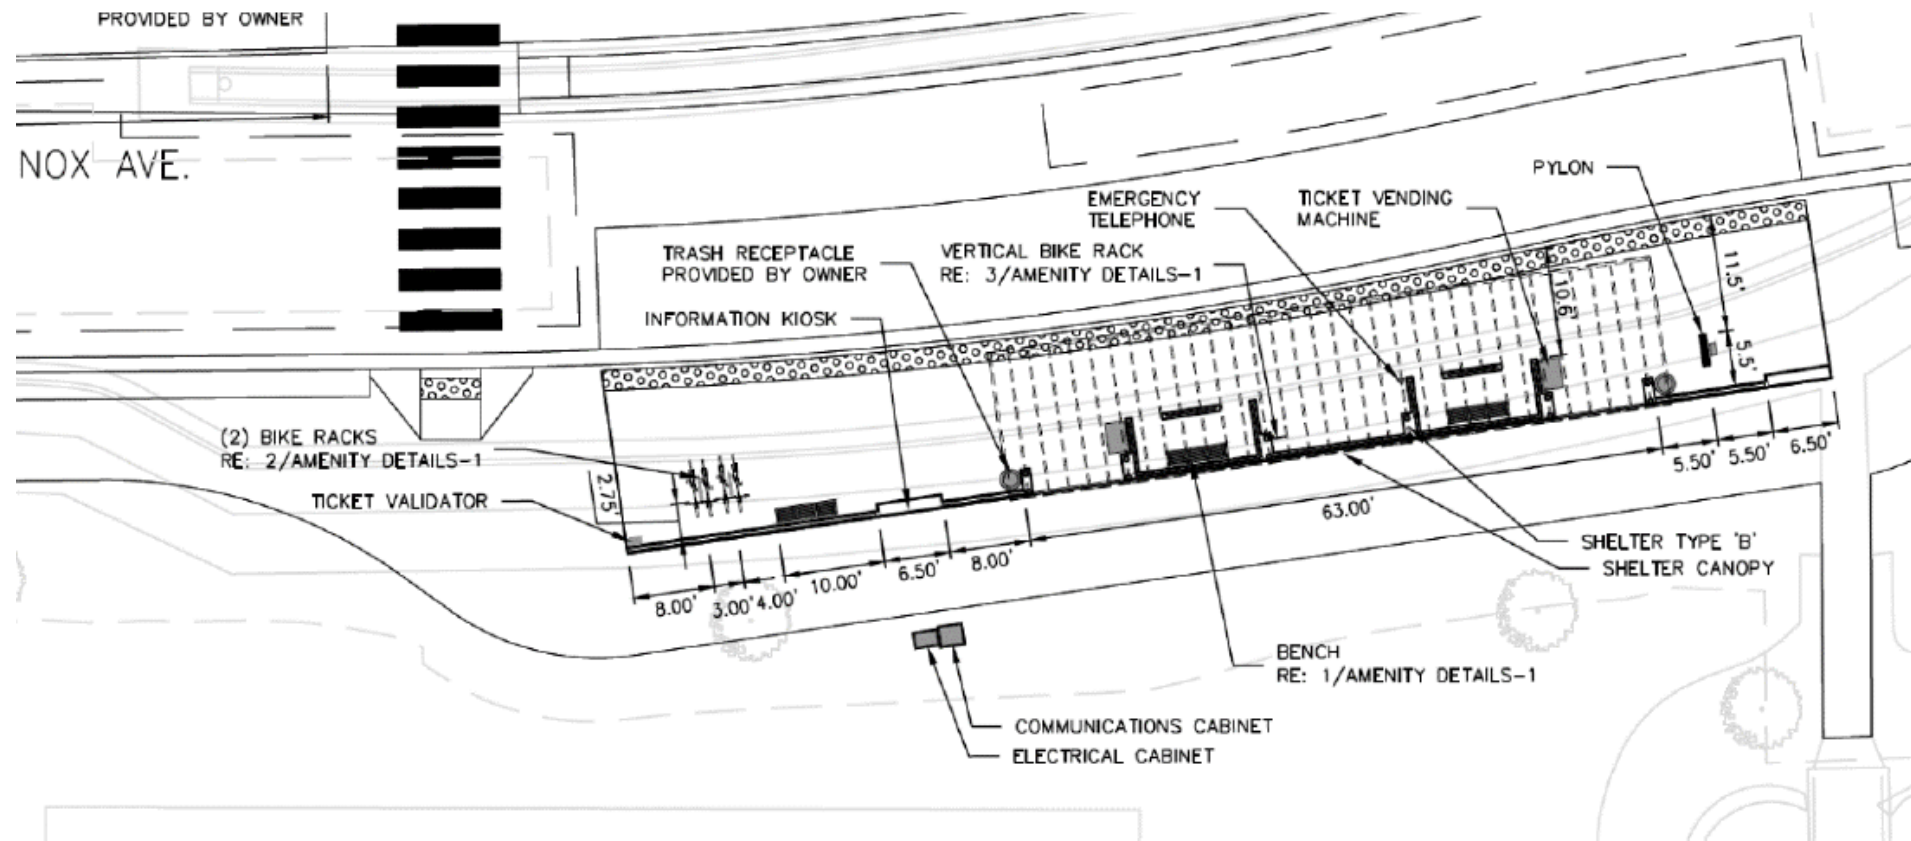 PROVIDED BY OWNER
NOX AVE.
PYLON
EMERGENCY
TELEPHONE
TICKET VENDING
MACHINE
TRASH RECEPTACLE
PROVIDED BY OWNER
VERTICAL BIKE RACK
RE: 3/AMENITY DETAILS-1
INFORMATION KIOSK
11.5'
10.6'
5.5'
(2) BIKE RACKS
RE: 2/AMENITY DETAILS-1
2.75'
TICKET VALIDATOR
5.50'
5.50'
6.50'
63.00'
8.00'
3.00'
4.00'
10.00'
6.50'
8.00'
SHELTER TYPE 'B'
SHELTER CANOPY
BENCH
RE: 1/AMENITY DETAILS-1
COMMUNICATIONS CABINET
ELECTRICAL CABINET